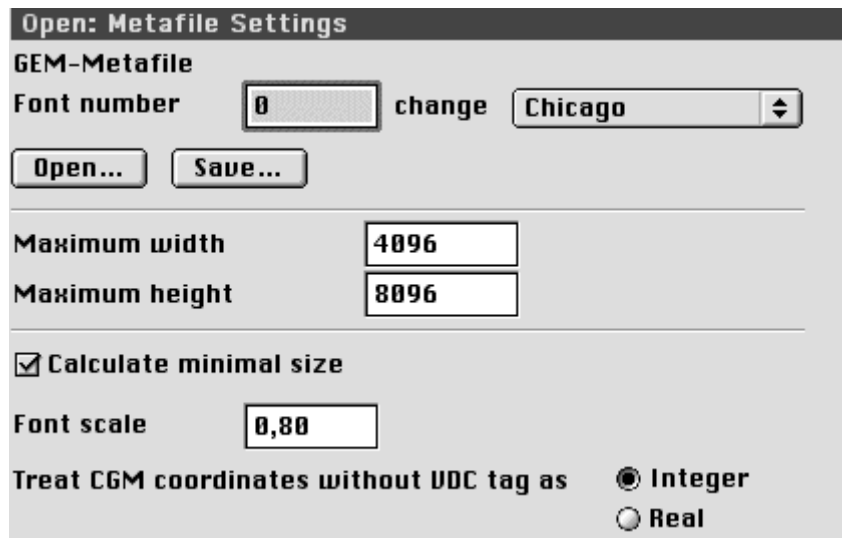 Open: Metafile Settings
GEM-Metafile
Font number 0 change Chicago
Open... Save...
Maximum width 4096
Maximum height 8096
Calculate minimal size
Font scale 0,80
Treat CGM coordinates without VDC tag as Integer
Real